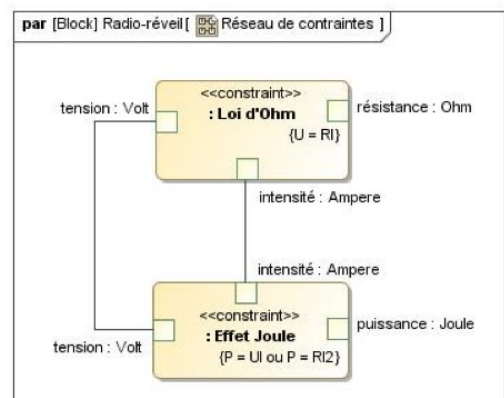 par [Block] Radio-réveil[ Réseau de contraintes ]
<<constraint>>
tension : Volt
: Loi d'Ohm
résistance : Ohm
{U = RI}
intensité : Ampere
intensité : Ampere
<<constraint>>
: Effet Joule
puissance : Joule
tension : Volt
{P = UI ou P = RI2}